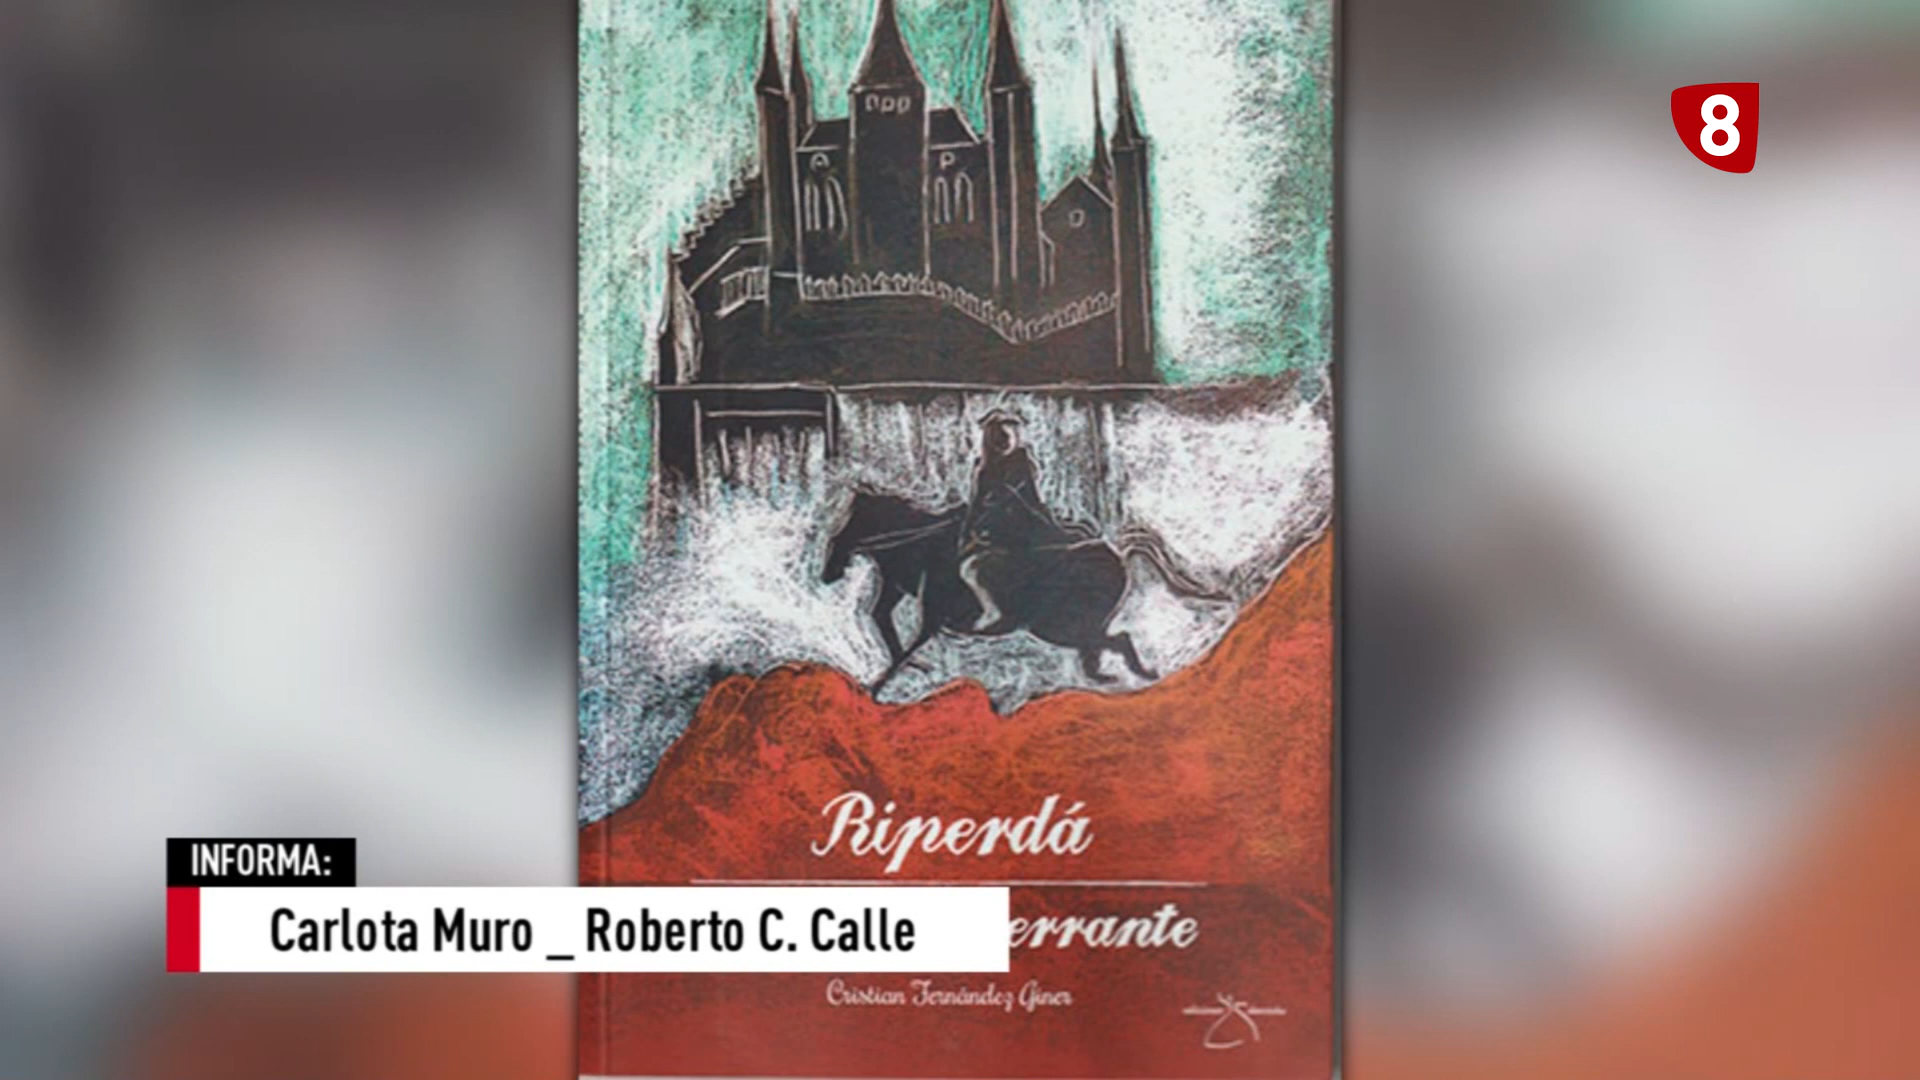 8
Riperdá
errante
Cristian Fernández Giner
INFORMA:
Carlota Muro _ Roberto C. Calle